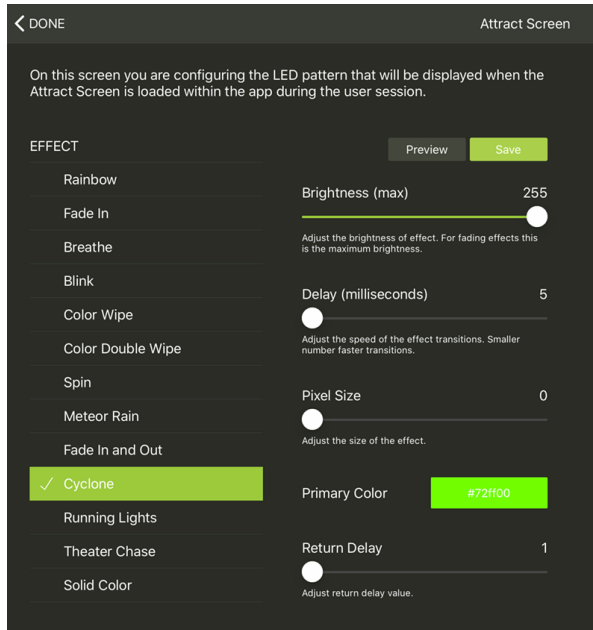 DONE
Attract Screen
On this screen you are configuring the LED pattern that will be displayed when the
Attract Screen is loaded within the app during the user session.
EFFECT
Rainbow
Fade In
Breathe
Blink
Color Wipe
Color Double Wipe
Spin
Meteor Rain
Fade In and Out
Cyclone
Running Lights
Theater Chase
Solid Color
Preview
Save
Brightness (max) 255
Adjust the brightness of effect. For fading effects this
is the maximum brightness.
Delay (milliseconds) 5
Adjust the speed of the effect transitions. Smaller
number faster transitions.
Pixel Size 0
Adjust the size of the effect.
Primary Color #72ff00
Return Delay 1
Adjust return delay value.